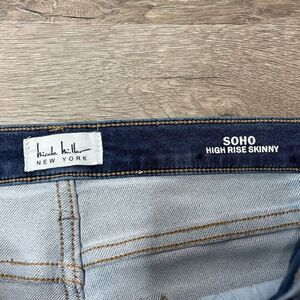 Nicole Miller
NEW YORK
SOHO
HIGH RISE SKINNY